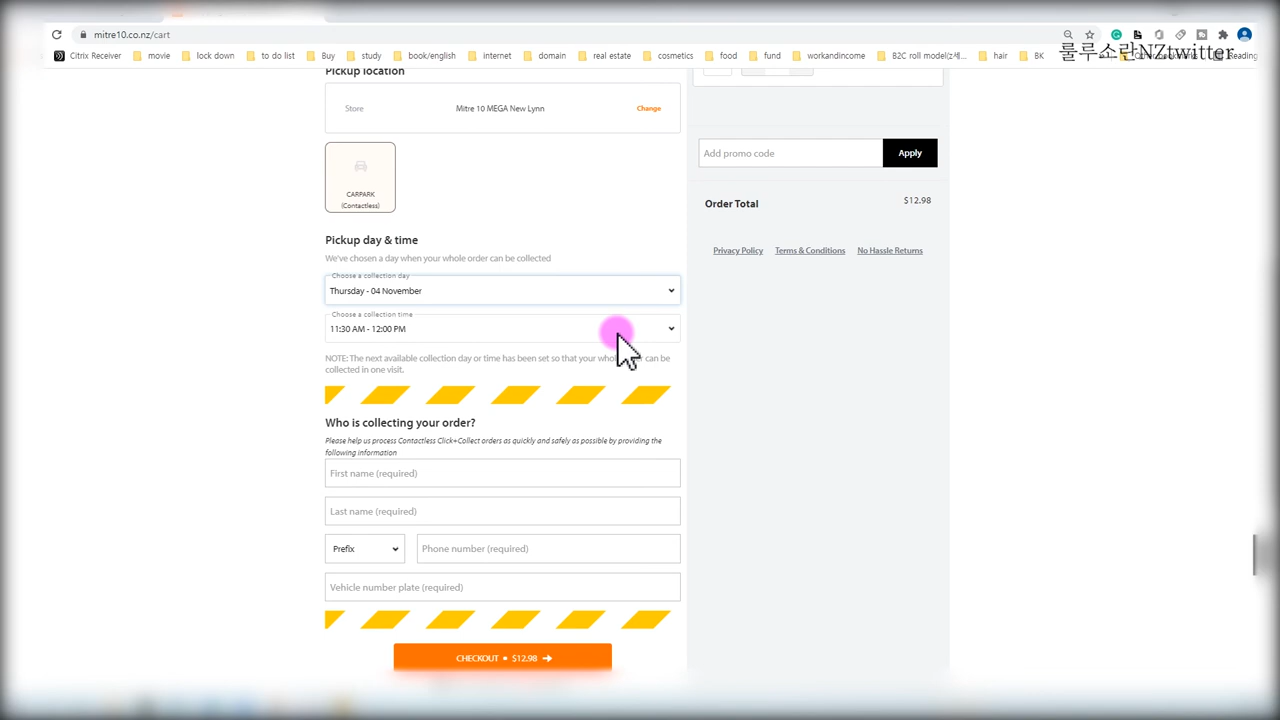 mitre10.co.nz/cart
룰루소란NZtwitter
Citrix Receiver movie lock down to do list Buy study book/english internet domain real estate cosmetics food fund workandincome B2C roll model(z세... hair BK
Pickup location
Store Mitre 10 MEGA New Lynn Change
CARPARK
(Contactless)
Add promo code Apply
Order Total $12.98
Privacy Policy Terms & Conditions No Hassle Returns
Pickup day & time
We've chosen a day when your whole order can be collected
Choose a collection day
Thursday - 04 November
Choose a collection time
11:30 AM - 12:00 PM
NOTE: The next available collection day or time has been set so that your can be
collected in one visit.
Who is collecting your order?
Please help us process Contactless Click+Collect orders as quickly and safely as possible by providing the
following information
First name (required)
Last name (required)
Prefix Phone number (required)
Vehicle number plate (required)
CHECKOUT • $12.98 →